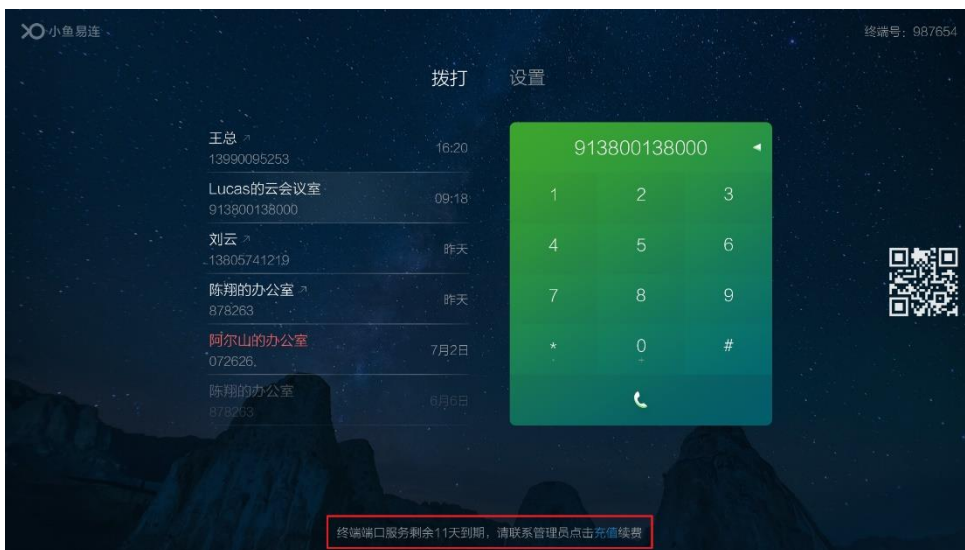 小鱼易连
终端号：987654
拨打 设置
王总
13990095253
16:20
Lucas的云会议室
913800138000
09:18
刘云
13805741219
昨天
陈翔的办公室
878263
昨天
阿尔山的办公室
072626
7月2日
陈翔的办公室
878263
6月6日
913800138000
1 2 3
4 5 6
7 8 9
* 0 #
终端端口服务剩余11天到期，请联系管理员点击充值续费